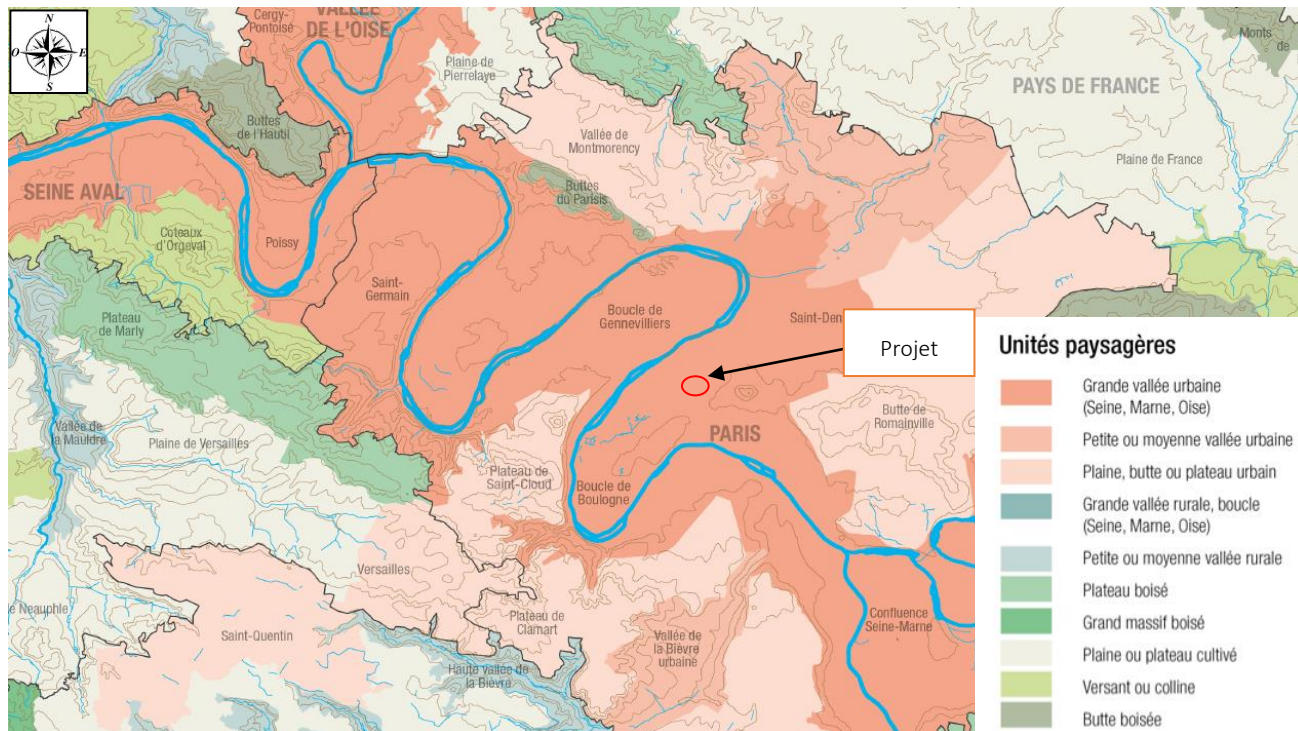 N
O
E
S
Cergy-
Pontoise
VALLÉE
DE L'OISE
Plaine de
Pierrelaye
Monts
de
PAYS DE FRANCE
Buttes
de l'Hautil
Vallée de
Montmorency
Plaine de France
SEINE AVAL
Buttes
du Parisis
Coteaux
d'Orgeval
Poissy
Saint-
Germain
Plateau
de Marly
Boucle de
Gennevilliers
Saint-Den
Projet
Vallée de
la Mauldre
Plaine de Versailles
Butte de
Romainville
PARIS
Plateau de
Saint-Cloud
Boucle de
Boulogne
Versailles
e Neauphle
Saint-Quentin
Plateau de
Clamart
Confluence
Seine-Marne
Vallée de
la Bièvre
urbaine
Haute vallée de
la Bièvre
Unités paysagères
Grande vallée urbaine
(Seine, Marne, Oise)
Petite ou moyenne vallée urbaine
Plaine, butte ou plateau urbain
Grande vallée rurale, boucle
(Seine, Marne, Oise)
Petite ou moyenne vallée rurale
Plateau boisé
Grand massif boisé
Plaine ou plateau cultivé
Versant ou colline
Butte boisée